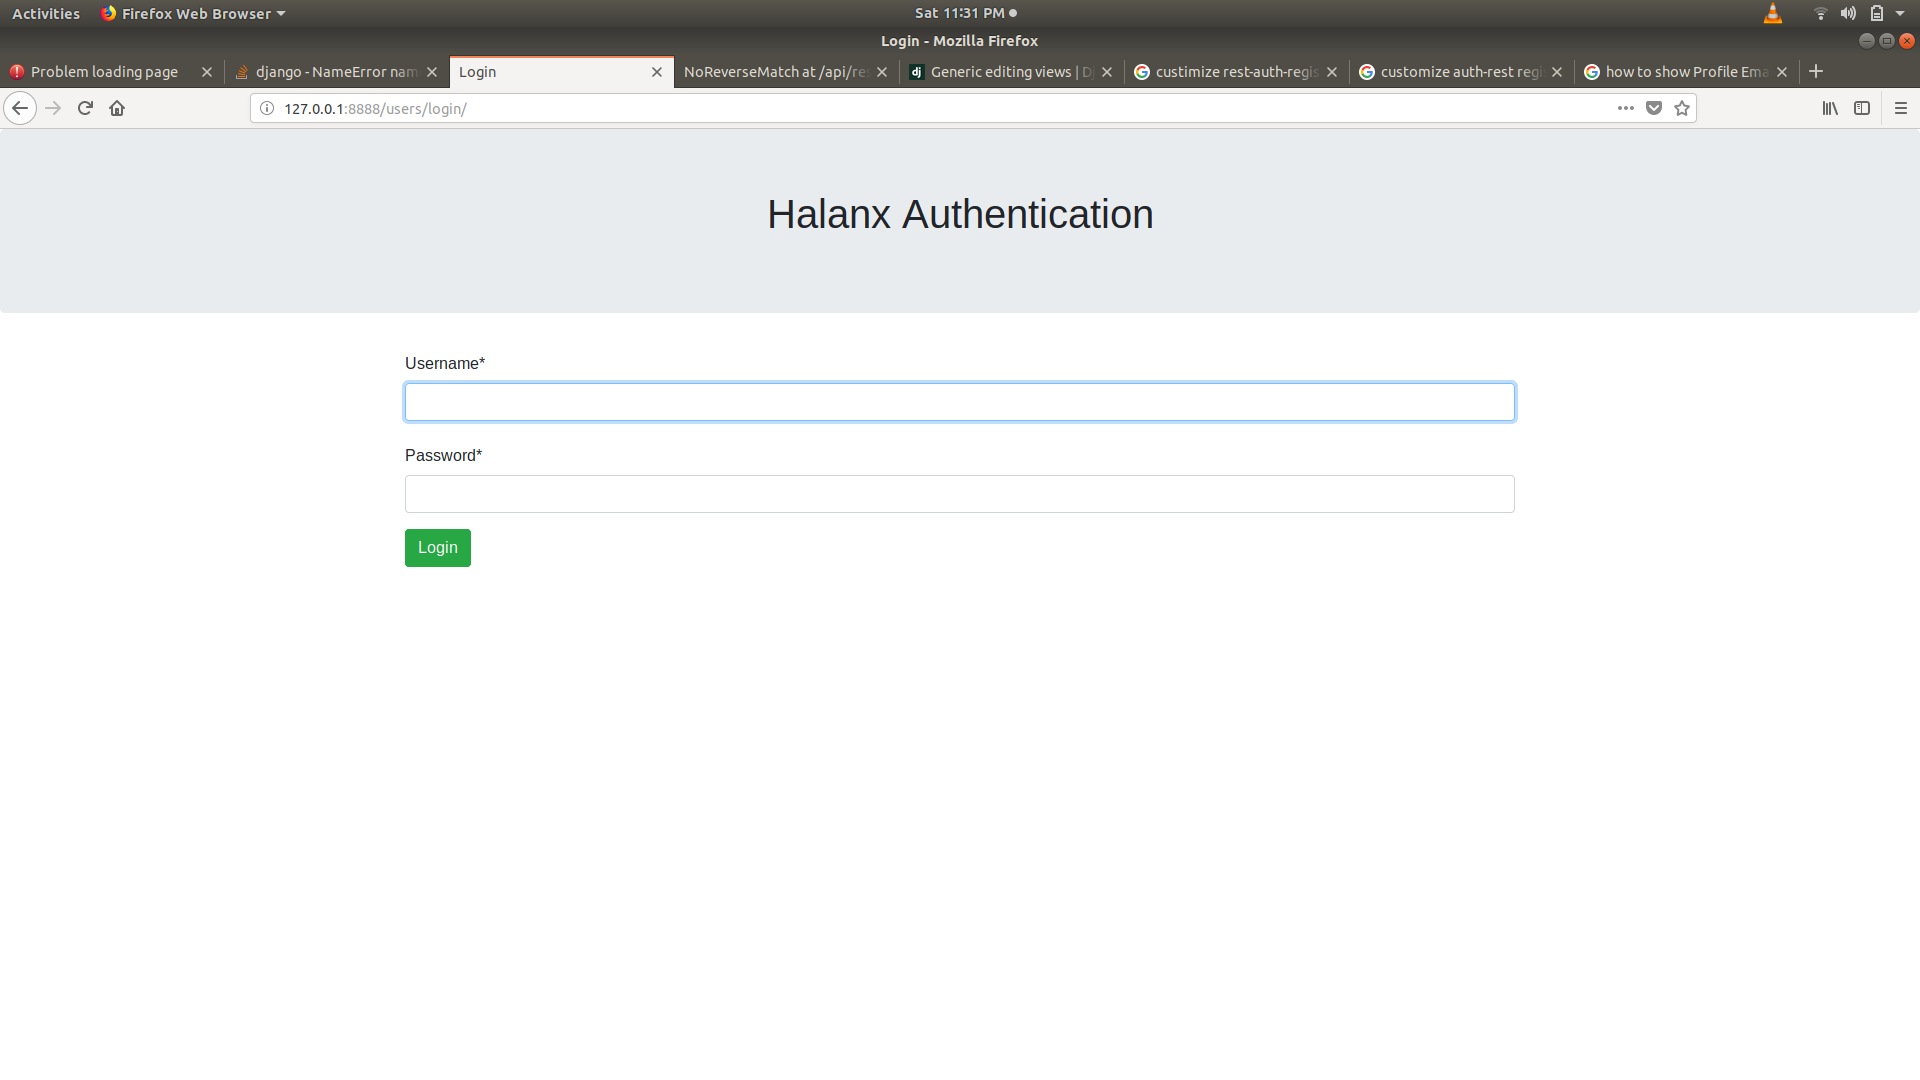 Activities
Firefox Web Browser
Sat 11:31 PM
Login - Mozilla Firefox
Problem loading page
django - NameError nam
Login
NoReverseMatch at /api/re
Generic editing views | D
custimize rest-auth-regis
customize auth-rest regi
how to show Profile Ema
127.0.0.1:8888/users/login/
Halanx Authentication
Username*
Password*
Login